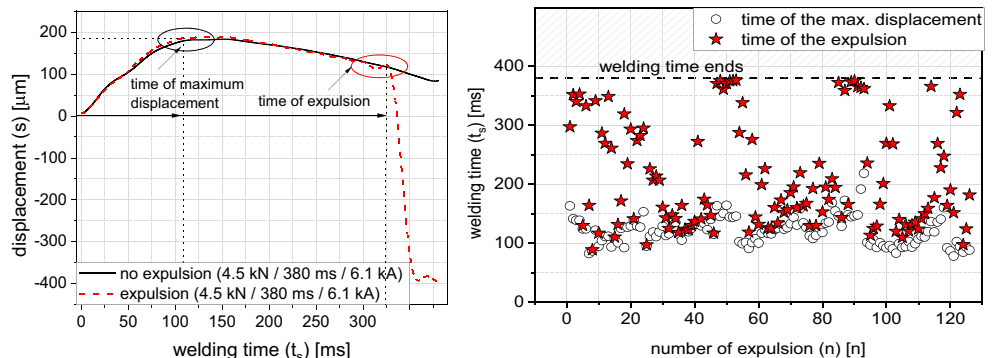 displacement (s) [µm]
200
100
0
-100
-200
-300
-400
time of maximum
displacement
time of expulsion
no expulsion (4.5 kN / 380 ms / 6.1 kA)
expulsion (4.5 kN / 380 ms / 6.1 kA)
0 50 100 150 200 250 300
welding time (ts) [ms]
time of the max. displacement
time of the expulsion
welding time ends
welding time (ts) [ms]
400
300
200
100
0
0 20 40 60 80 100 120
number of expulsion (n) [n]